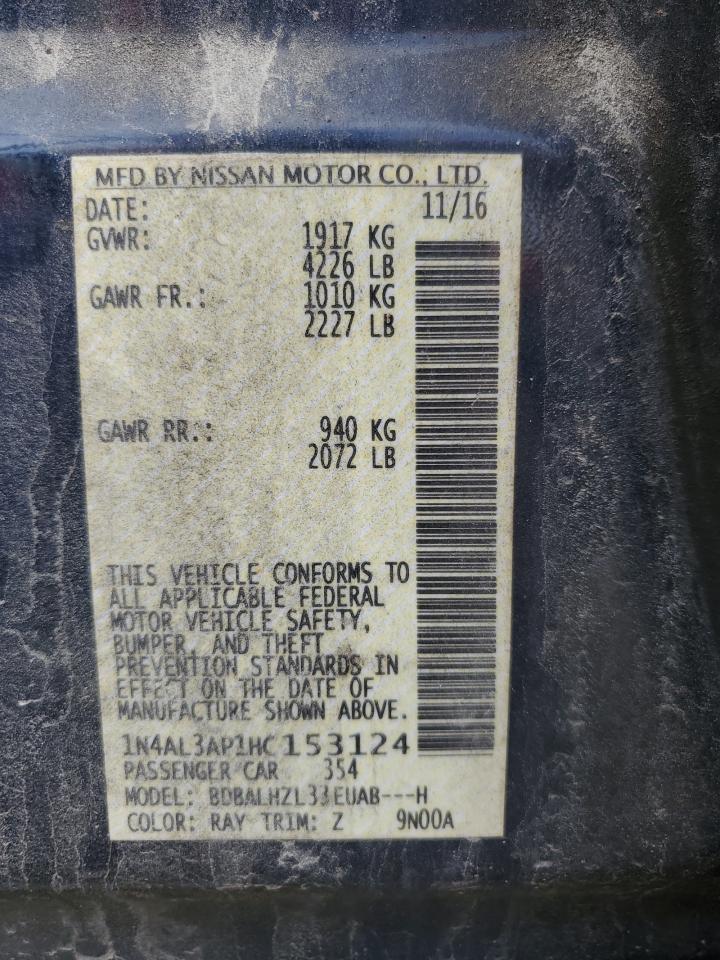 MFD BY NISSAN MOTOR CO., LTD.
DATE: 11/16
GVWR: 1917 KG
4226 LB
GAWR FR.: 1010 KG
2227 LB
GAWR RR.: 940 KG
2072 LB
THIS VEHICLE CONFORMS TO
ALL APPLICABLE FEDERAL
MOTOR VEHICLE SAFETY,
BUMPER, AND THEFT
PREVENTION STANDARDS IN
EFFECT ON THE DATE OF
MANUFACTURE SHOWN ABOVE.
1N4AL3AP1HC153124
PASSENGER CAR 354
MODEL: BDBALHZL33EUAB---H
COLOR: RAY TRIM: Z 9N00A